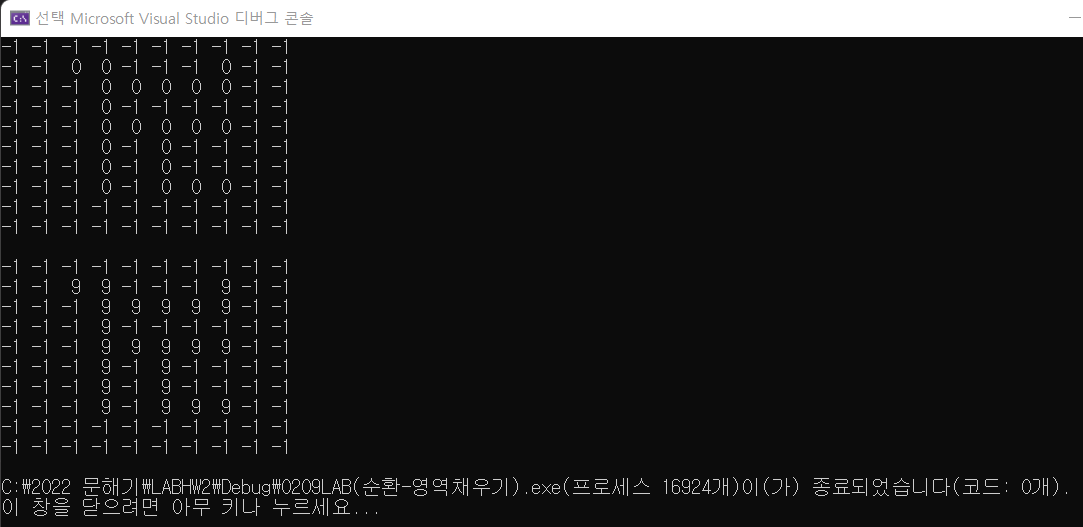 선택 Microsoft Visual Studio 디버그 콘솔
-1 -1 -1 -1 -1 -1 -1 -1 -1 -1
-1 -1  0  0 -1 -1 -1  0 -1 -1
-1 -1 -1  0  0  0  0  0 -1 -1
-1 -1 -1  0 -1 -1 -1 -1 -1 -1
-1 -1 -1  0  0  0  0  0 -1 -1
-1 -1 -1  0 -1  0 -1 -1 -1 -1
-1 -1 -1  0 -1  0 -1 -1 -1 -1
-1 -1 -1  0 -1  0  0  0 -1 -1
-1 -1 -1 -1 -1 -1 -1 -1 -1 -1
-1 -1 -1 -1 -1 -1 -1 -1 -1 -1
-1 -1 -1 -1 -1 -1 -1 -1 -1 -1
-1 -1  9  9 -1 -1 -1  9 -1 -1
-1 -1 -1  9  9  9  9  9 -1 -1
-1 -1 -1  9 -1 -1 -1 -1 -1 -1
-1 -1 -1  9  9  9  9  9 -1 -1
-1 -1 -1  9 -1  9 -1 -1 -1 -1
-1 -1 -1  9 -1  9 -1 -1 -1 -1
-1 -1 -1  9 -1  9  9  9 -1 -1
-1 -1 -1 -1 -1 -1 -1 -1 -1 -1
-1 -1 -1 -1 -1 -1 -1 -1 -1 -1
C:₩2022 문해기₩LABHW2₩Debug₩0209LAB(순환-영역채우기).exe(프로세스 16924개)이(가) 종료되었습니다(코드: 0개).
이 창을 닫으려면 아무 키나 누르세요...